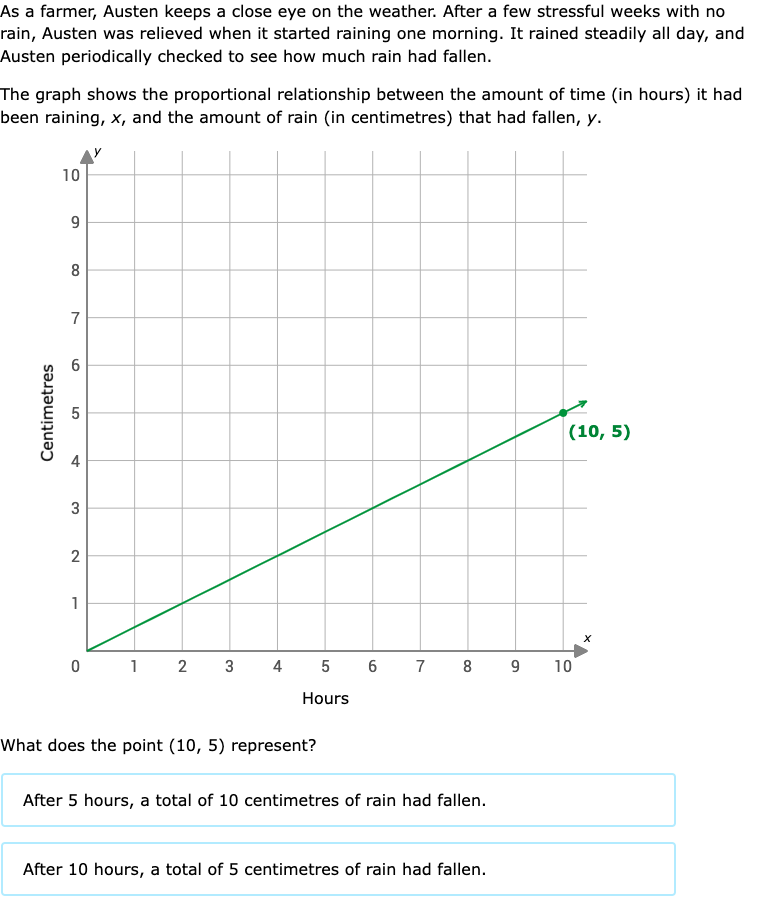 As a farmer, Austen keeps a close eye on the weather. After a few stressful weeks with no
rain, Austen was relieved when it started raining one morning. It rained steadily all day, and
Austen periodically checked to see how much rain had fallen.
The graph shows the proportional relationship between the amount of time (in hours) it had
been raining, x, and the amount of rain (in centimetres) that had fallen, y.
y
10
9
8
7
6
5
4
3
2
1
Centimetres
(10, 5)
x
0 1 2 3 4 5 6 7 8 9 10
Hours
What does the point (10, 5) represent?
After 5 hours, a total of 10 centimetres of rain had fallen.
After 10 hours, a total of 5 centimetres of rain had fallen.